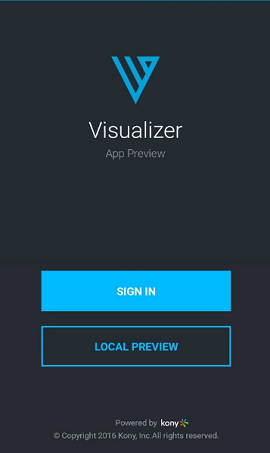 Visualizer
App Preview
SIGN IN
LOCAL PREVIEW
Powered by kony
© Copyright 2016 Kony, Inc All rights reserved.